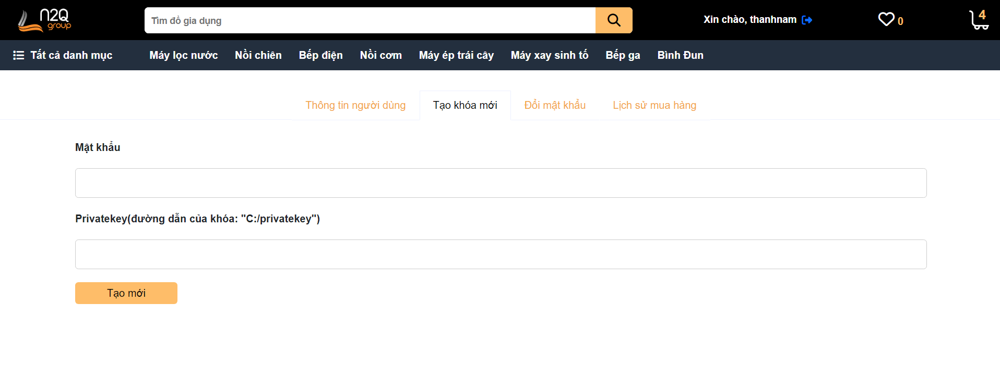 N2Q
group
Tìm đồ gia dụng
Xin chào, thanhnam
0
4
Tất cả danh mục
Máy lọc nước
Nồi chiên
Bếp điện
Nồi cơm
Máy ép trái cây
Máy xay sinh tố
Bếp ga
Bình Đun
Thông tin người dùng
Tạo khóa mới
Đổi mật khẩu
Lịch sử mua hàng
Mật khẩu
Privatekey(đường dẫn của khóa: "C:/privatekey")
Tạo mới